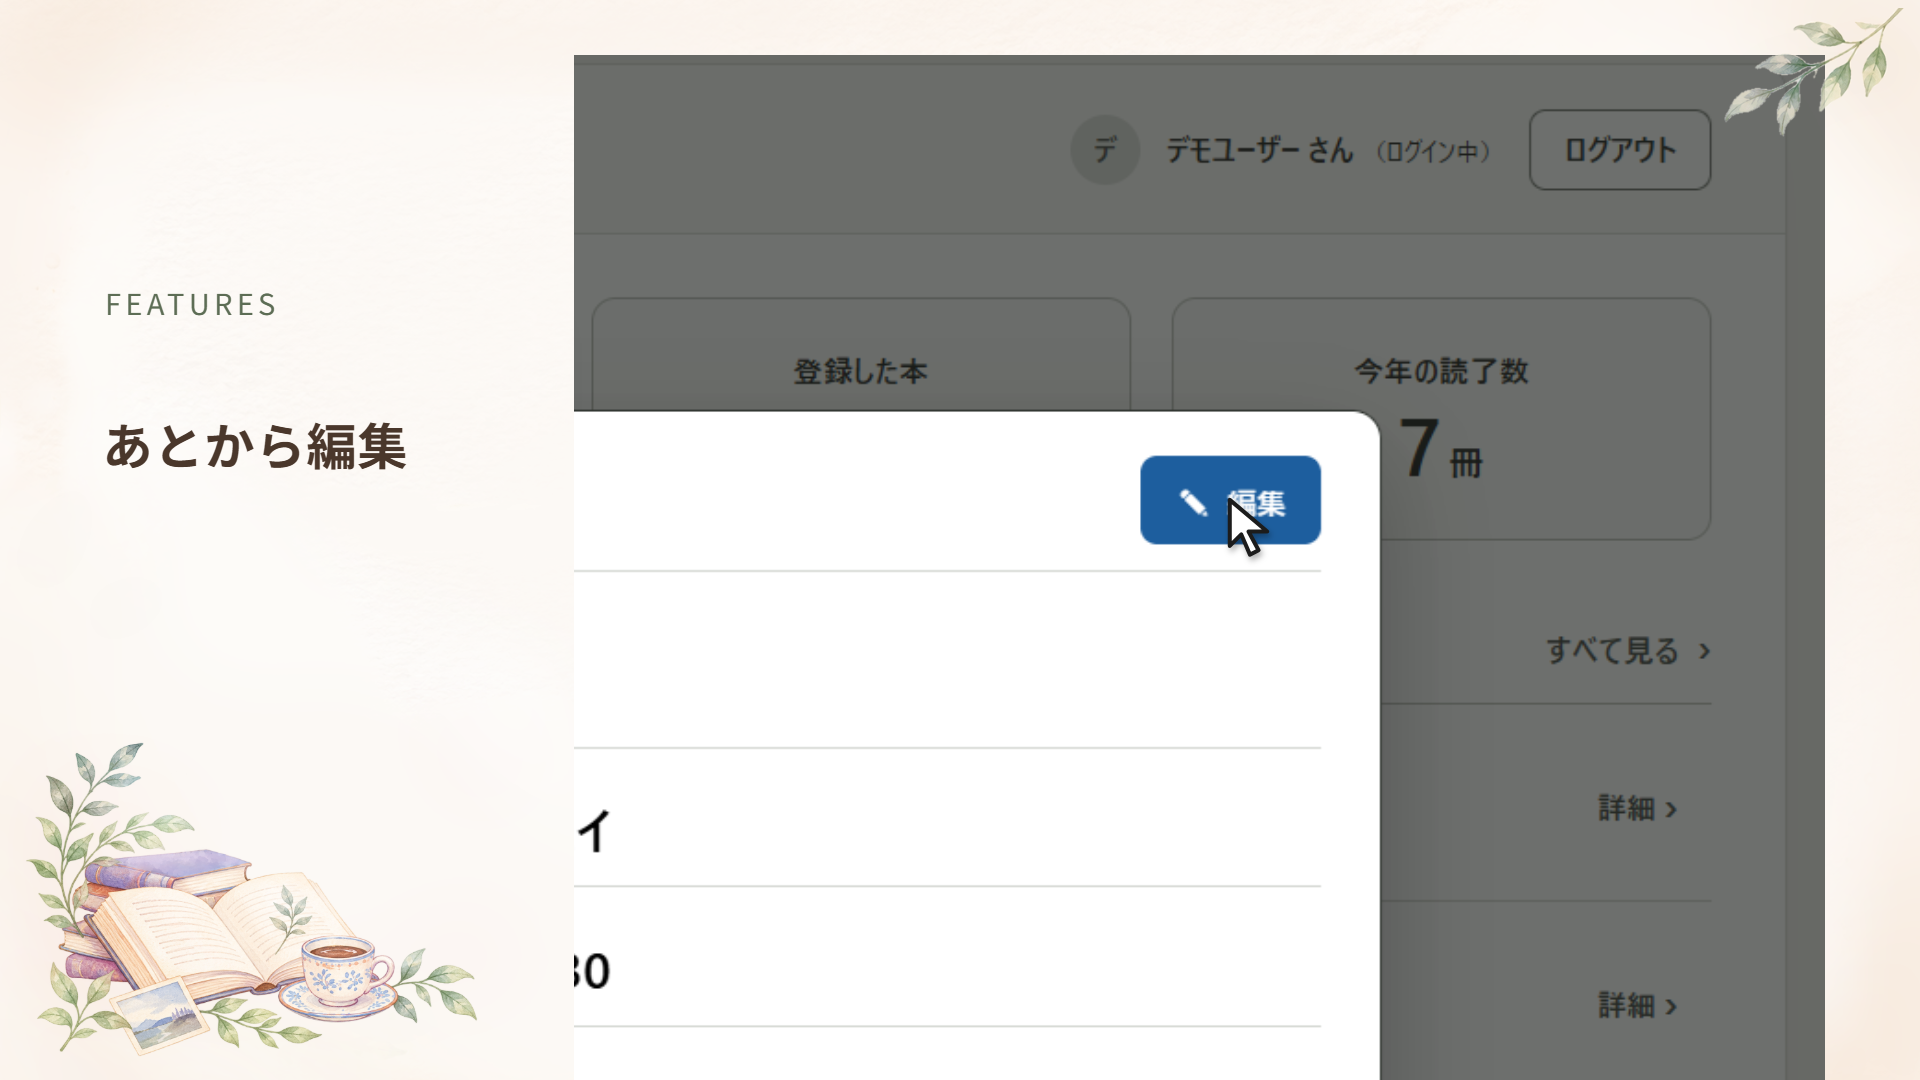 FEATURES
あとから編集
デ
デモユーザー さん (ログイン中)
ログアウト
登録した本
今年の読了数
7 冊
編集
すべて見る ›
イ
30
詳細 ›
詳細 ›